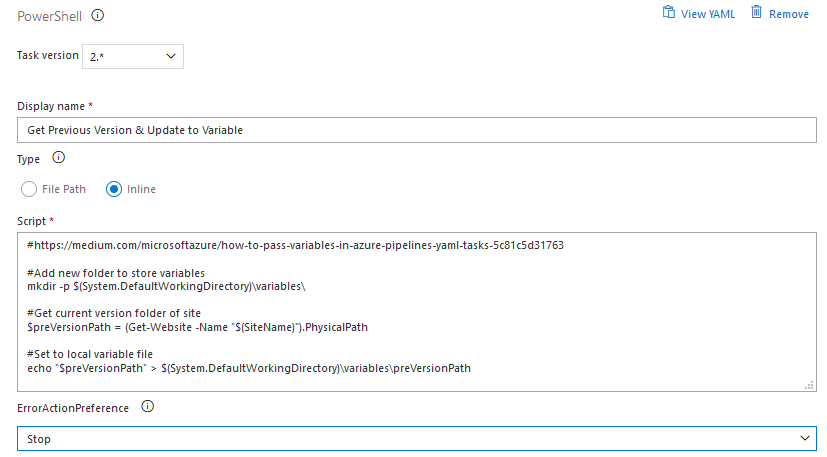 PowerShell
View YAML
Remove
Task version
2.*
Display name *
Get Previous Version & Update to Variable
Type
File Path
Inline
Script *
#https://medium.com/microsoftazure/how-to-pass-variables-in-azure-pipelines-yaml-tasks-5c81c5d31763
#Add new folder to store variables
mkdir -p $(System.DefaultWorkingDirectory)\variables\
#Get current version folder of site
$preVersionPath = (Get-Website -Name "$(SiteName)").PhysicalPath
#Set to local variable file
echo "$preVersionPath" > $(System.DefaultWorkingDirectory)\variables\preVersionPath
ErrorActionPreference
Stop